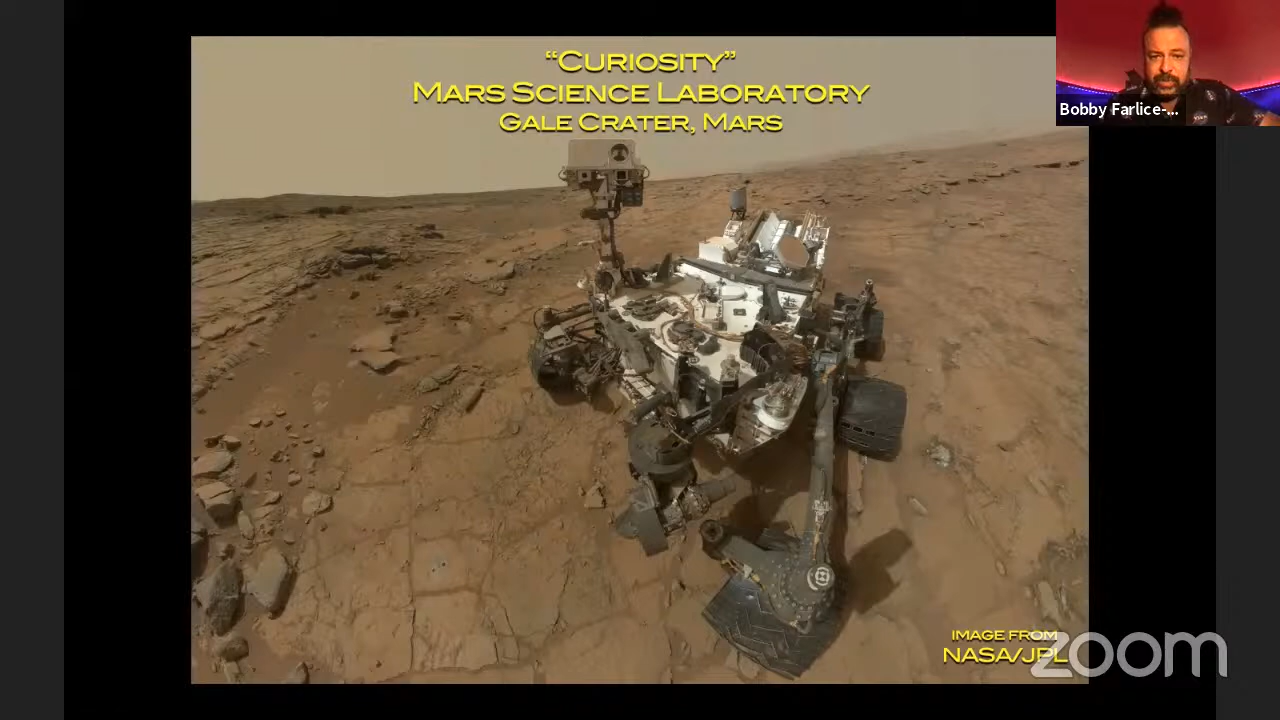 “Curiosity”
Mars Science Laboratory
Gale Crater, Mars
Bobby Farlice-...
Image from
NASA/JPL
zoom